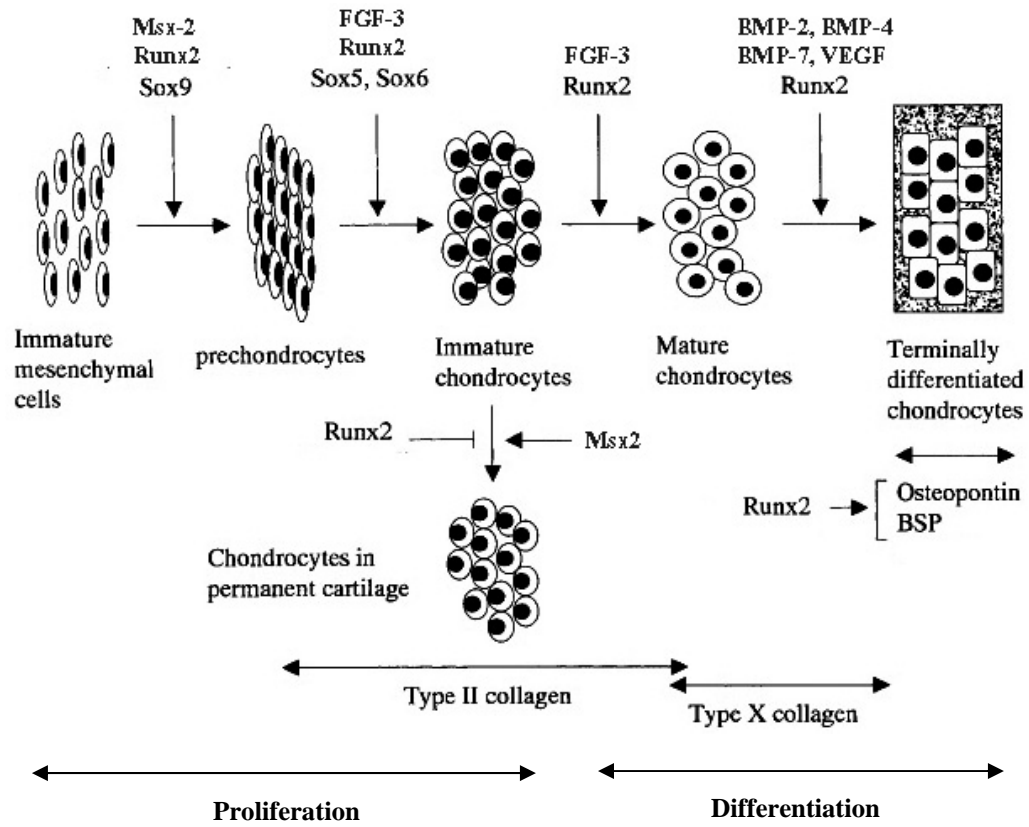 Msx-2
Runx2
Sox9
FGF-3
Runx2
Sox5, Sox6
FGF-3
Runx2
BMP-2, BMP-4
BMP-7, VEGF
Runx2
Immature
mesenchymal
cells
prechondrocytes
Immature
chondrocytes
Mature
chondrocytes
Terminally
differentiated
chondrocytes
Runx2
Msx2
Runx2
Osteopontin
BSP
Chondrocytes in
permanent cartilage
Type II collagen
Type X collagen
Proliferation
Differentiation